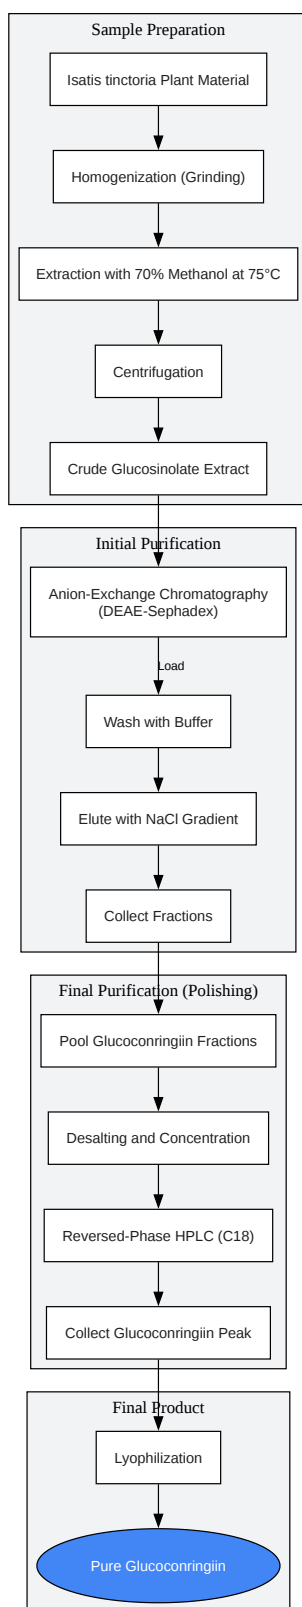 Sample Preparation
Isatis tinctoria Plant Material
Homogenization (Grinding)
Extraction with 70% Methanol at 75°C
Centrifugation
Crude Glucosinolate Extract
Initial Purification
Anion-Exchange Chromatography
(DEAE-Sephadex)
Load
Wash with Buffer
Elute with NaCl Gradient
Collect Fractions
Final Purification (Polishing)
Pool Glucoconringiin Fractions
Desalting and Concentration
Reversed-Phase HPLC (C18)
Collect Glucoconringiin Peak
Final Product
Lyophilization
Pure Glucoconringiin